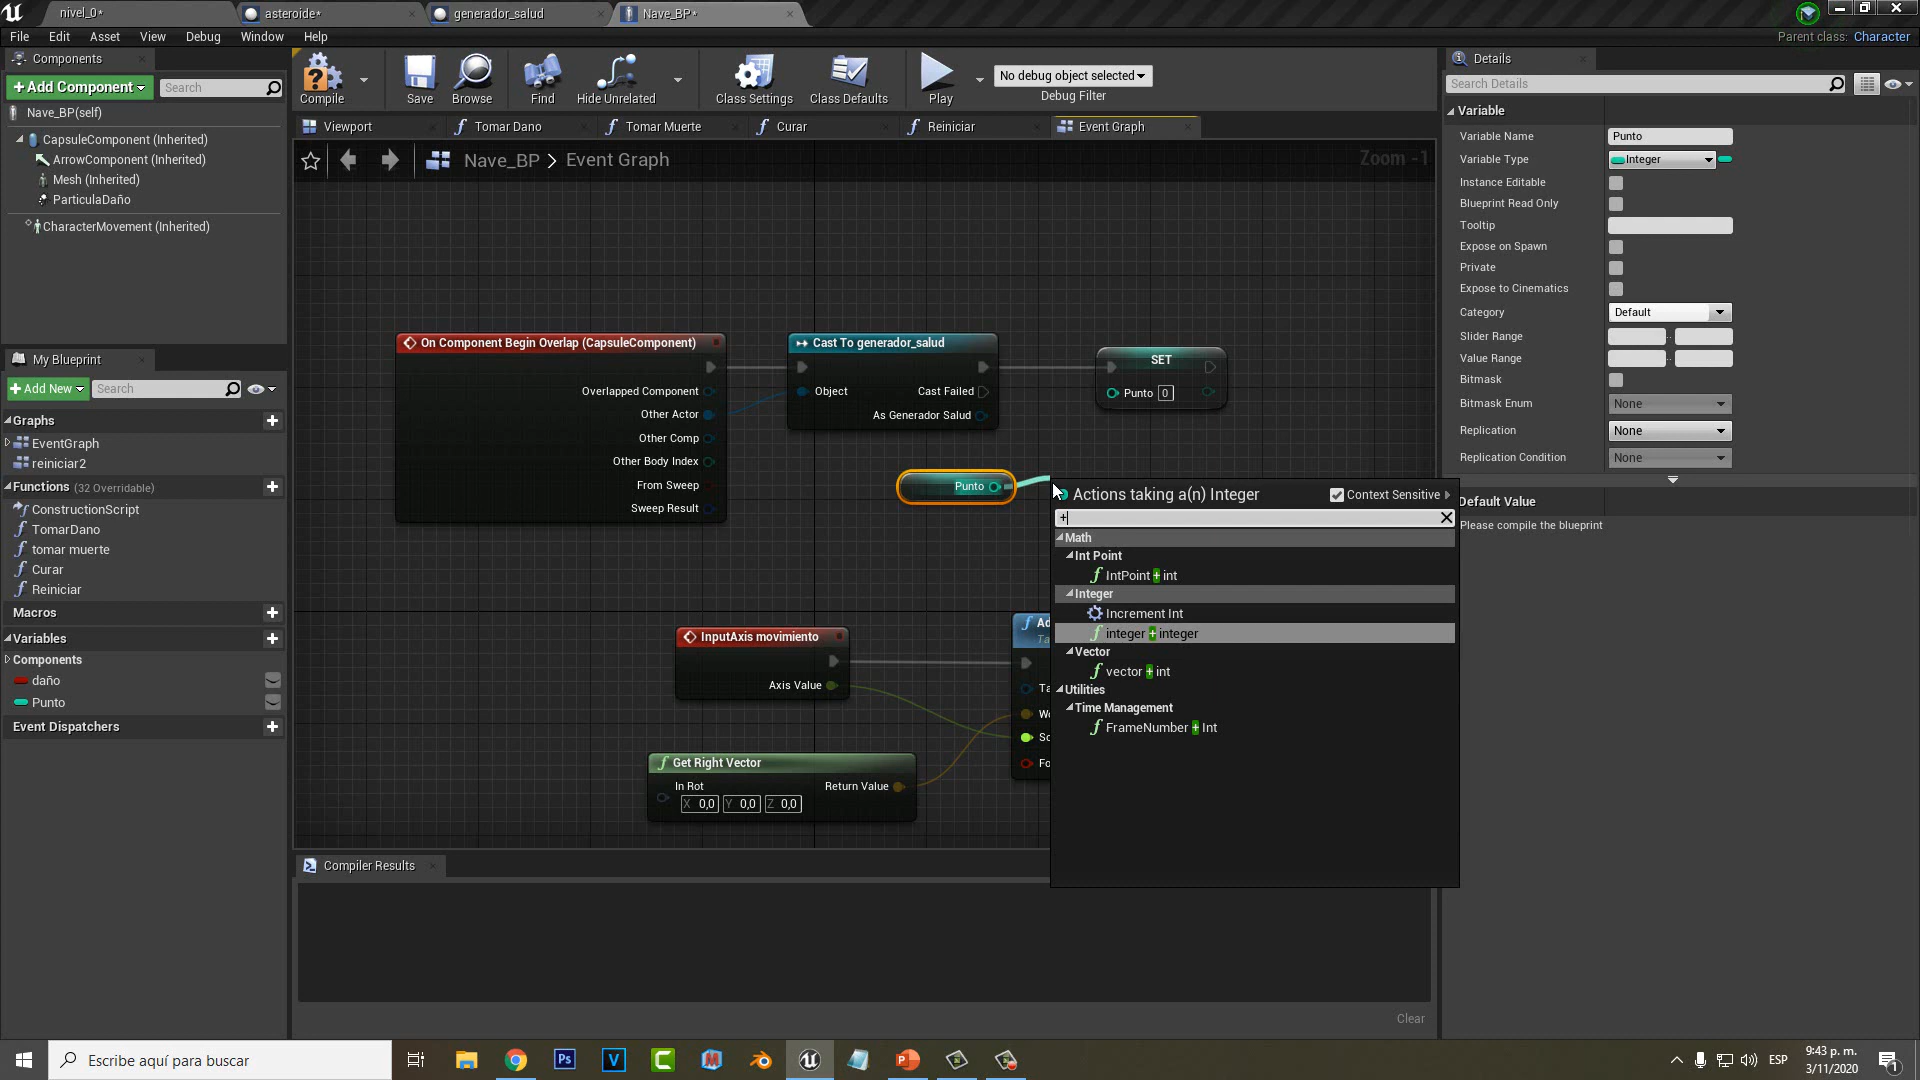 nivel_0*
asteroide*
generador_salud
Nave_BP*
File Edit Asset View Debug Window Help
Parent class: Character
Components
+Add Component
Search
Nave_BP(self)
CapsuleComponent (Inherited)
ArrowComponent (Inherited)
Mesh (Inherited)
ParticulaDaño
CharacterMovement (Inherited)
My Blueprint
+Add New
Search
Graphs
EventGraph
reiniciar2
Functions (32 Overridable)
ConstructionScript
TomarDano
tomar muerte
Curar
Reiniciar
Macros
Variables
Components
daño
Punto
Event Dispatchers
Compile
Save
Browse
Find
Hide Unrelated
Class Settings
Class Defaults
Play
No debug object selected
Debug Filter
Viewport
Tomar Dano
Tomar Muerte
Curar
Reiniciar
Event Graph
Nave_BP > Event Graph
Zoom -1
On Component Begin Overlap (CapsuleComponent)
Overlapped Component
Other Actor
Other Comp
Other Body Index
From Sweep
Sweep Result
Cast To generador_salud
Object
Cast Failed
As Generador Salud
SET
Punto 0
Punto
InputAxis movimiento
Axis Value
Get Right Vector
In Rot
X 0,0 Y 0,0 Z 0,0
Return Value
Actions taking a(n) Integer
Context Sensitive
+
Math
Int Point
IntPoint + int
Integer
Increment Int
integer + integer
Vector
vector + int
Utilities
Time Management
FrameNumber + Int
Compiler Results
Clear
Details
Search Details
Variable
Variable Name Punto
Variable Type Integer
Instance Editable
Blueprint Read Only
Tooltip
Expose on Spawn
Private
Expose to Cinematics
Category Default
Slider Range
Value Range
Bitmask
Bitmask Enum None
Replication None
Replication Condition None
Default Value
Please compile the blueprint
Escribe aquí para buscar
ESP
9:43 p. m.
3/11/2020
1